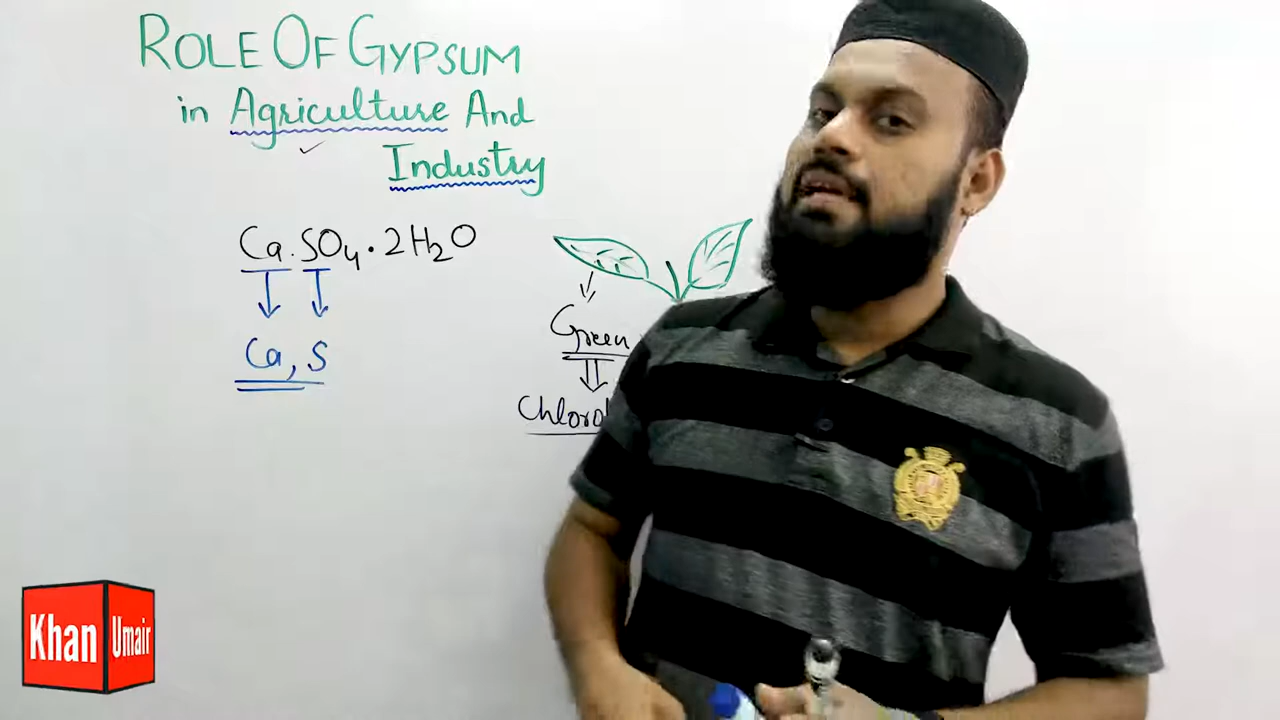 ROLE OF GYPSUM
in Agriculture And
Industry
Ca.SO4.2H2O
Ca, S
Green
Khan Umair